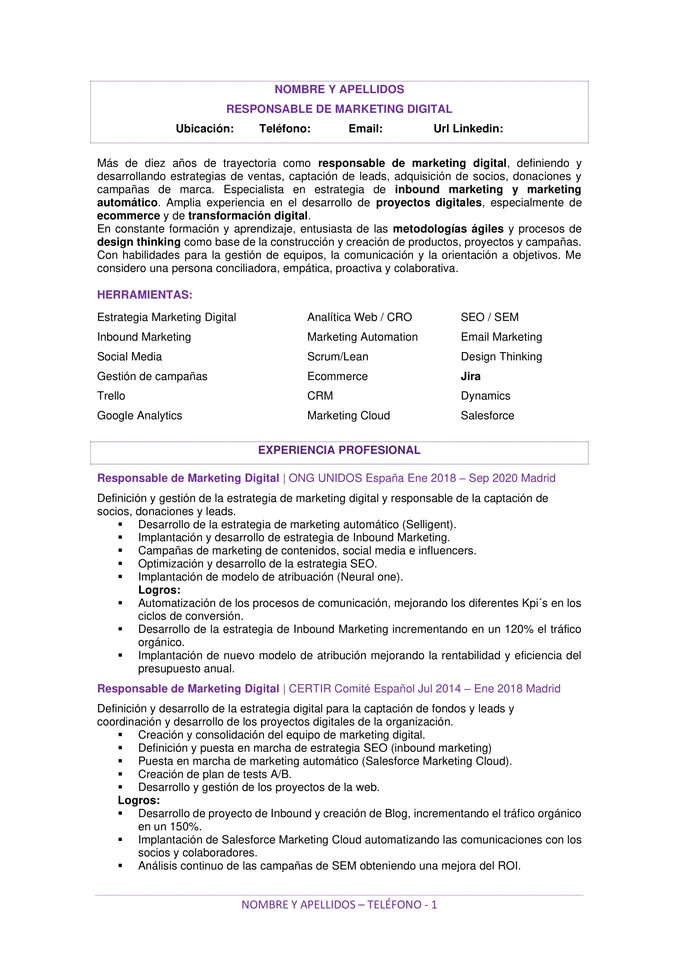 NOMBRE Y APELLIDOS
RESPONSABLE DE MARKETING DIGITAL
Ubicación: Teléfono: Email: Url Linkedin:
Más de diez años de trayectoria como responsable de marketing digital, definiendo y
desarrollando estrategias de ventas, captación de leads, adquisición de socios, donaciones y
campañas de marca. Especialista en estrategia de inbound marketing y marketing
automático. Amplia experiencia en el desarrollo de proyectos digitales, especialmente de
ecommerce y de transformación digital.
En constante formación y aprendizaje, entusiasta de las metodologías ágiles y procesos de
design thinking como base de la construcción y creación de productos, proyectos y campañas.
Con habilidades para la gestión de equipos, la comunicación y la orientación a objetivos. Me
considero una persona conciliadora, empática, proactiva y colaborativa.
HERRAMIENTAS:
Estrategia Marketing Digital Analítica Web / CRO SEO / SEM
Inbound Marketing Marketing Automation Email Marketing
Social Media Scrum/Lean Design Thinking
Gestión de campañas Ecommerce Jira
Trello CRM Dynamics
Google Analytics Marketing Cloud Salesforce
EXPERIENCIA PROFESIONAL
Responsable de Marketing Digital | ONG UNIDOS España Ene 2018 – Sep 2020 Madrid
Definición y gestión de la estrategia de marketing digital y responsable de la captación de
socios, donaciones y leads.
▪ Desarrollo de la estrategia de marketing automático (Selligent).
▪ Implantación y desarrollo de estrategia de Inbound Marketing.
▪ Campañas de marketing de contenidos, social media e influencers.
▪ Optimización y desarrollo de la estrategia SEO.
▪ Implantación de modelo de atribuación (Neural one).
Logros:
▪ Automatización de los procesos de comunicación, mejorando los diferentes Kpi´s en los
ciclos de conversión.
▪ Desarrollo de la estrategia de Inbound Marketing incrementando en un 120% el tráfico
orgánico.
▪ Implantación de nuevo modelo de atribución mejorando la rentabilidad y eficiencia del
presupuesto anual.
Responsable de Marketing Digital | CERTIR Comité Español Jul 2014 – Ene 2018 Madrid
Definición y desarrollo de la estrategia digital para la captación de fondos y leads y
coordinación y desarrollo de los proyectos digitales de la organización.
▪ Creación y consolidación del equipo de marketing digital.
▪ Definición y puesta en marcha de estrategia SEO (inbound marketing)
▪ Puesta en marcha de marketing automático (Salesforce Marketing Cloud).
▪ Creación de plan de tests A/B.
▪ Desarrollo y gestión de los proyectos de la web.
Logros:
▪ Desarrollo de proyecto de Inbound y creación de Blog, incrementando el tráfico orgánico
en un 150%.
▪ Implantación de Salesforce Marketing Cloud automatizando las comunicaciones con los
socios y colaboradores.
▪ Análisis continuo de las campañas de SEM obteniendo una mejora del ROI.
NOMBRE Y APELLIDOS – TELÉFONO - 1